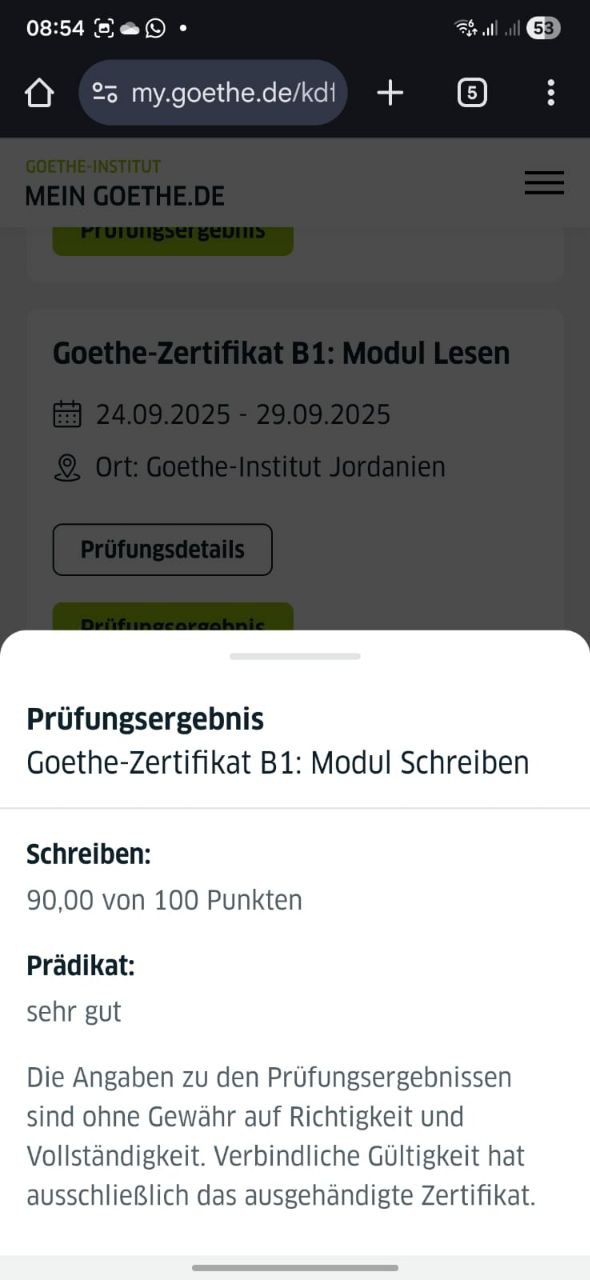 08:54
53
my.goethe.de/kdf
5
GOETHE-INSTITUT
MEIN GOETHE.DE
Prüfungsergebnis
Goethe-Zertifikat B1: Modul Lesen
24.09.2025 - 29.09.2025
Ort: Goethe-Institut Jordanien
Prüfungsdetails
Prüfungsergebnis
Prüfungsergebnis
Goethe-Zertifikat B1: Modul Schreiben
Schreiben:
90,00 von 100 Punkten
Prädikat:
sehr gut
Die Angaben zu den Prüfungsergebnissen
sind ohne Gewähr auf Richtigkeit und
Vollständigkeit. Verbindliche Gültigkeit hat
ausschließlich das ausgehändigte Zertifikat.